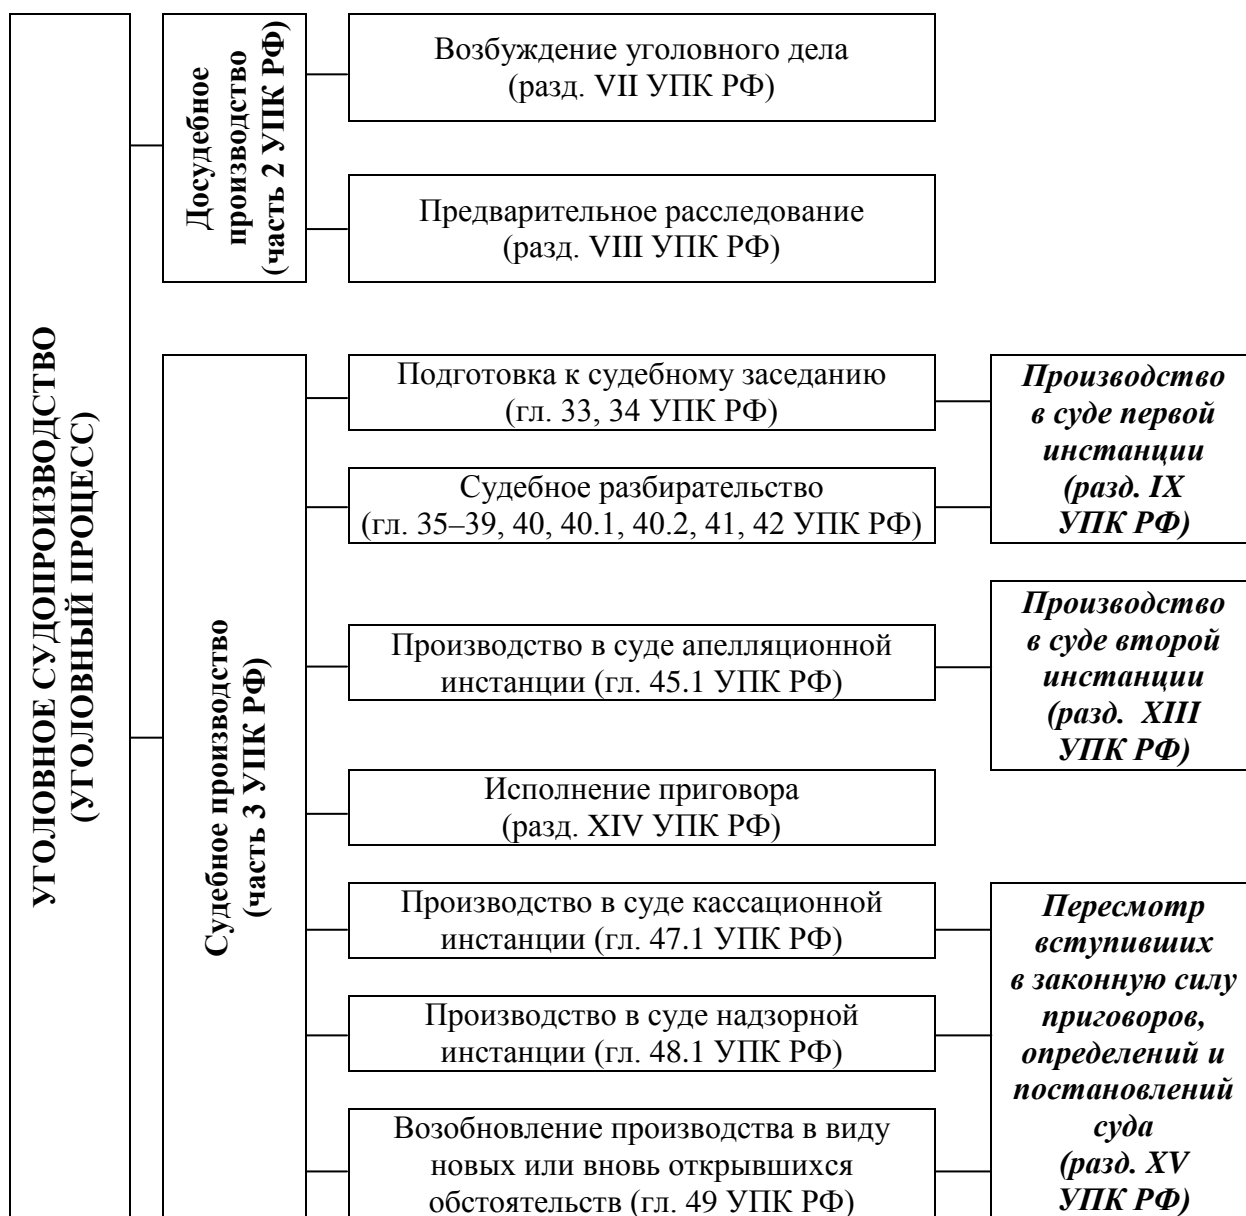 УГОЛОВНОЕ СУДОПРОИЗВОДСТВО
(УГОЛОВНЫЙ ПРОЦЕСС)
Досудебное
производство
(часть 2 УПК РФ)
Возбуждение уголовного дела
(разд. VII УПК РФ)
Предварительное расследование
(разд. VIII УПК РФ)
Судебное производство
(часть 3 УПК РФ)
Подготовка к судебному заседанию
(гл. 33, 34 УПК РФ)
Судебное разбирательство
(гл. 35–39, 40, 40.1, 40.2, 41, 42 УПК РФ)
Производство
в суде первой
инстанции
(разд. IX
УПК РФ)
Производство в суде апелляционной
инстанции (гл. 45.1 УПК РФ)
Производство
в суде второй
инстанции
(разд. XIII
УПК РФ)
Исполнение приговора
(разд. XIV УПК РФ)
Производство в суде кассационной
инстанции (гл. 47.1 УПК РФ)
Производство в суде надзорной
инстанции (гл. 48.1 УПК РФ)
Возобновление производства в виду
новых или вновь открывшихся
обстоятельств (гл. 49 УПК РФ)
Пересмотр
вступивших
в законную силу
приговоров,
определений и
постановлений
суда
(разд. XV
УПК РФ)